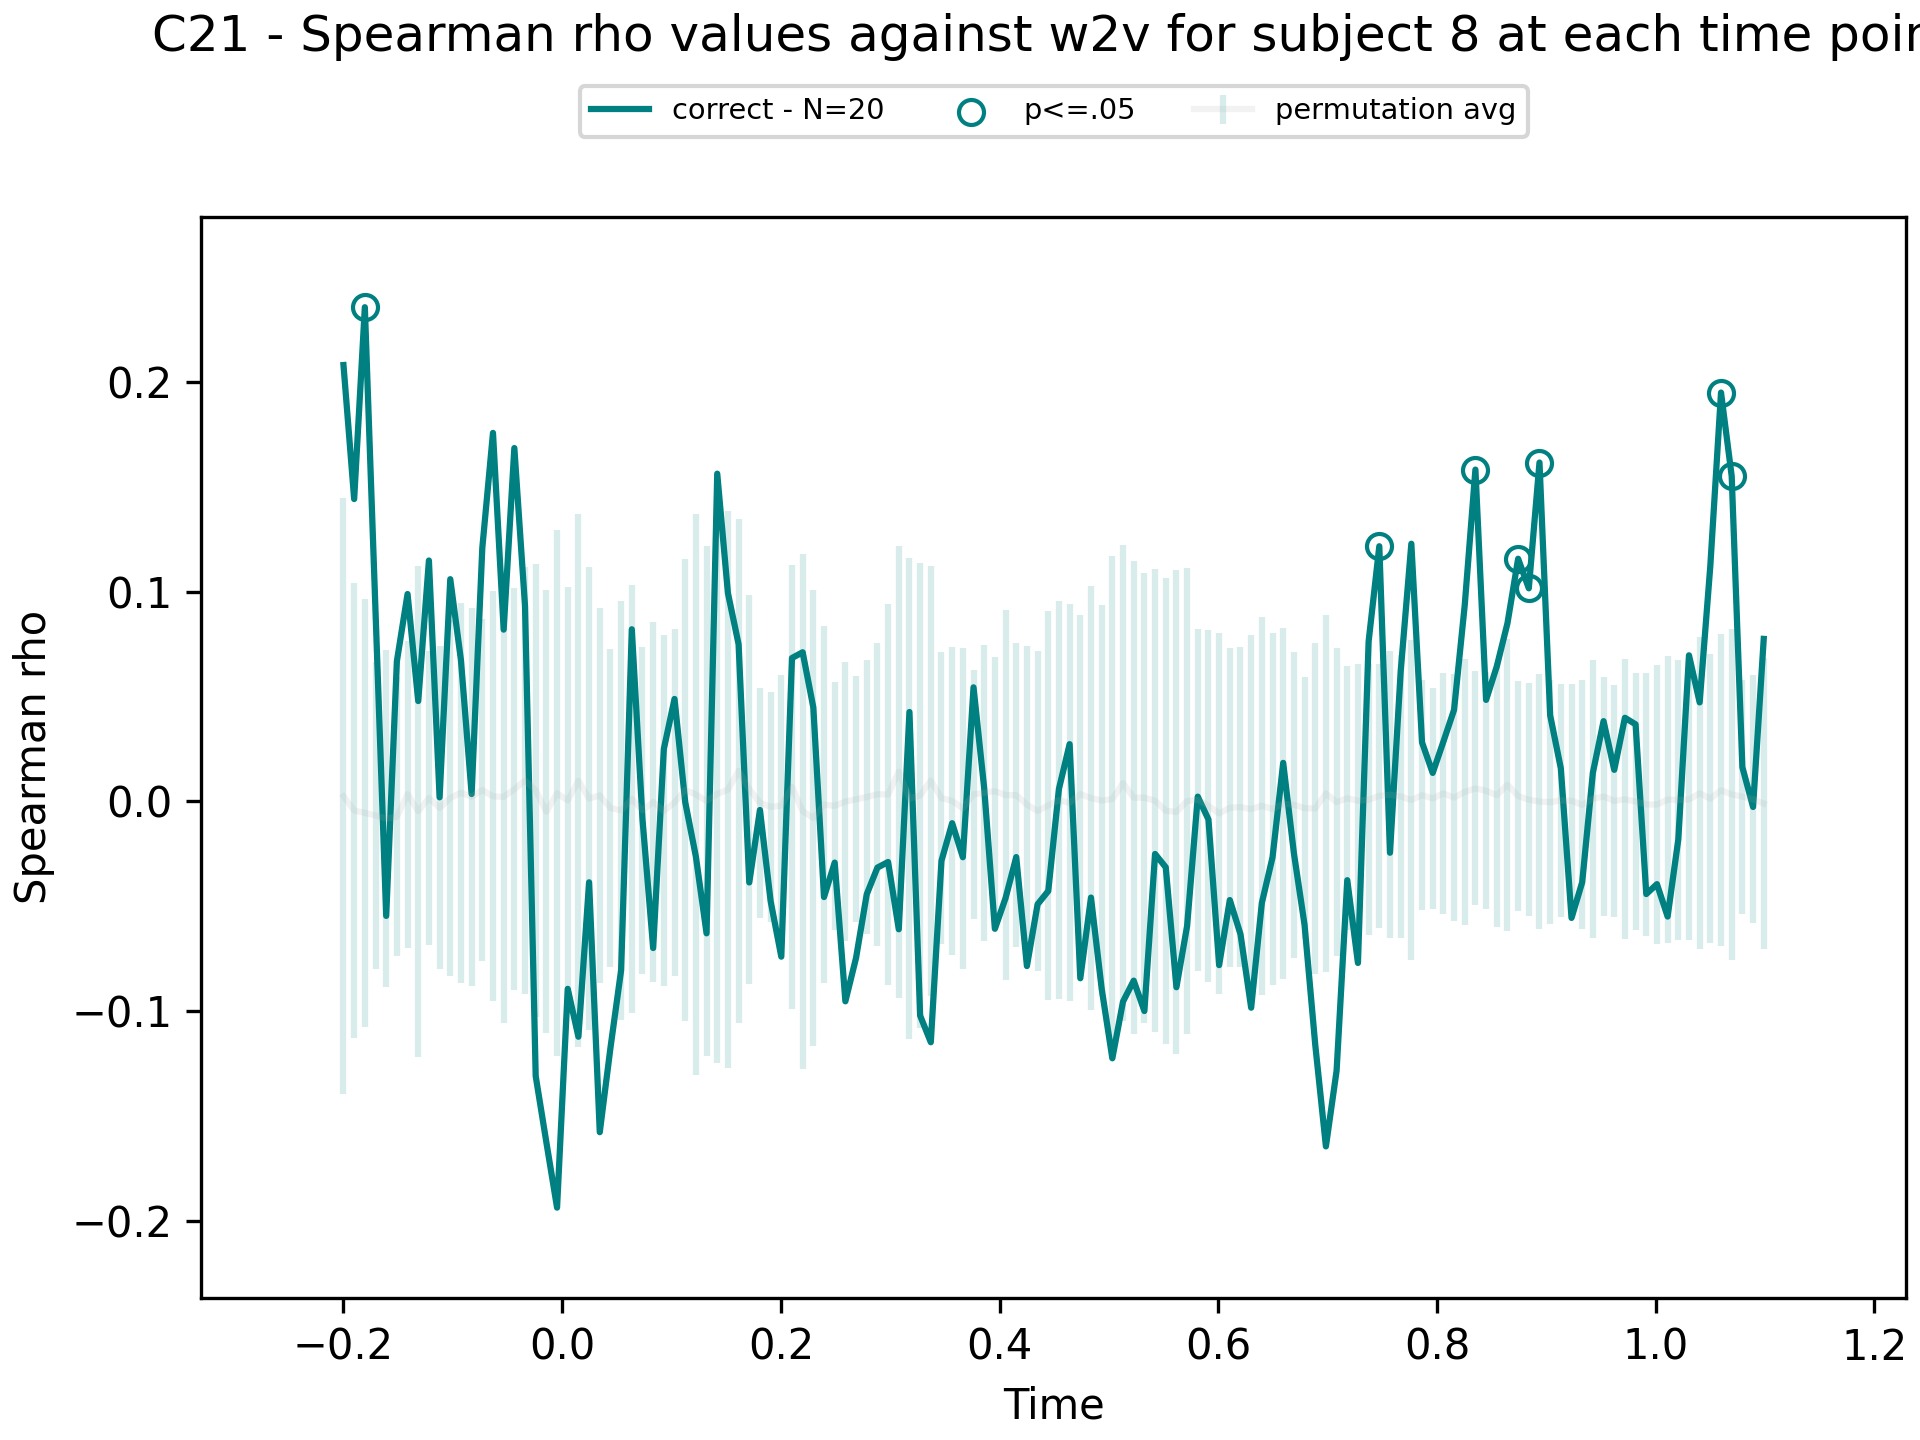 C21 - Spearman rho values against w2v for subject 8 at each time poin
correct - N=20
p<=.05
permutation avg
Spearman rho
0.2
0.1
0.0
−0.1
−0.2
−0.2
0.0
0.2
0.4
0.6
0.8
1.0
1.2
Time